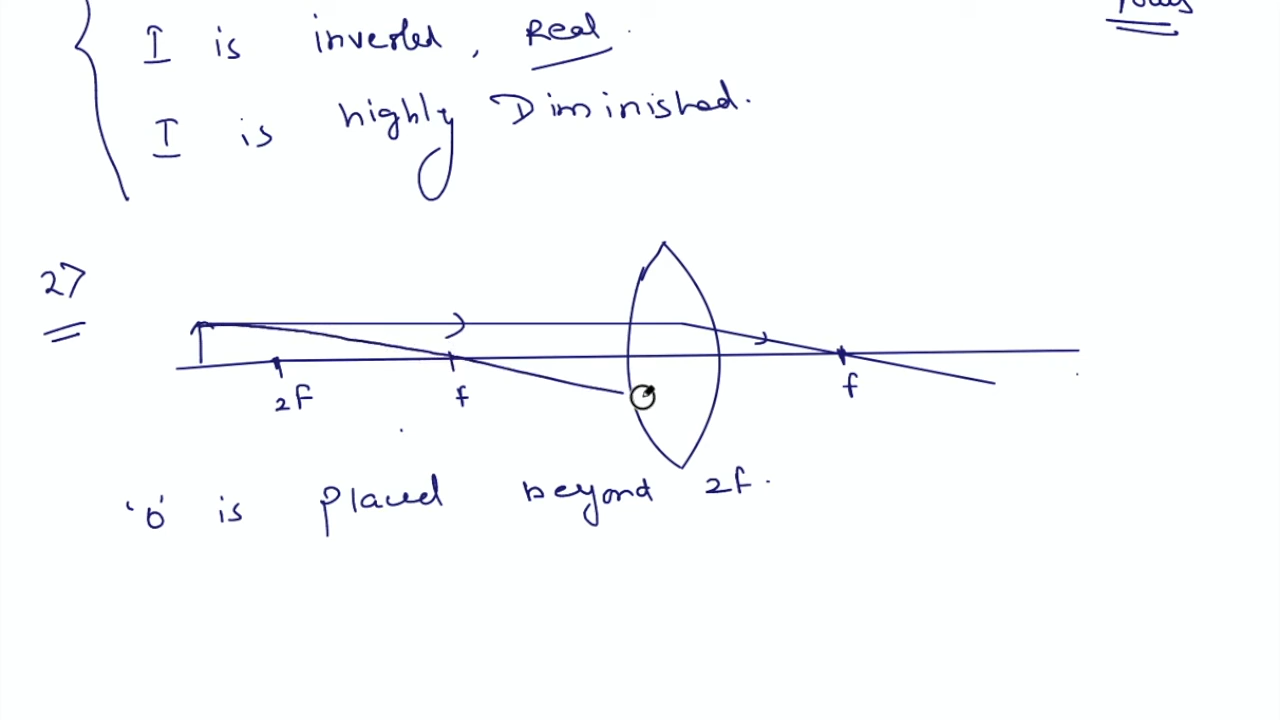 I is inverted, Real.
I is highly Diminished.
27
2F f f
'O' is placed beyond 2f.